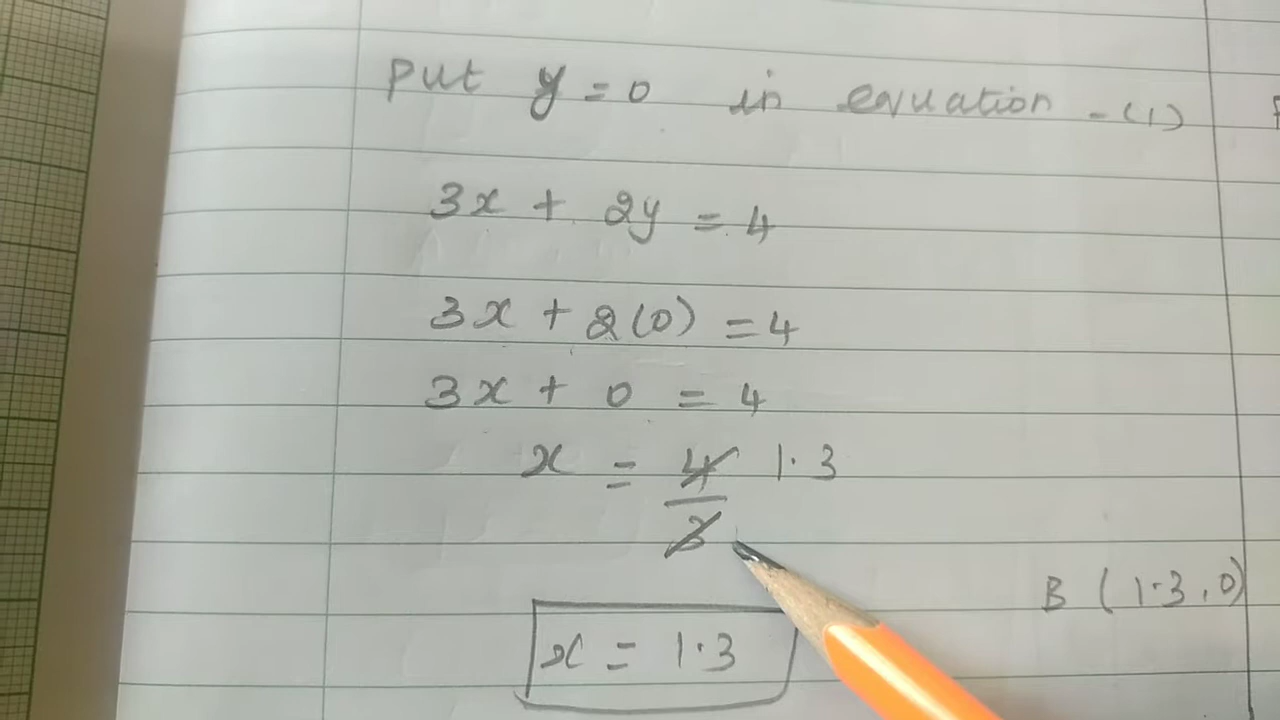 Put y = 0 in equation - (1)
3x + 2y = 4
3x + 2(0) = 4
3x + 0 = 4
x = 4/3 1.3
x = 1.3
B (1.3, 0)